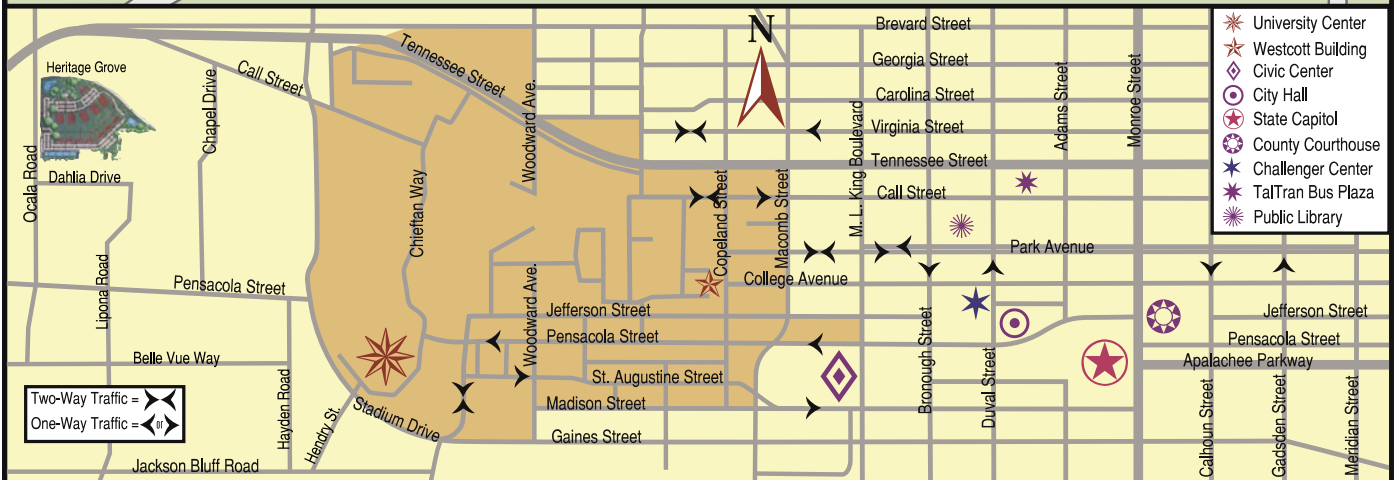 Brevard Street
N
University Center
Westcott Building
Civic Center
City Hall
State Capitol
County Courthouse
Challenger Center
TalTran Bus Plaza
Public Library
Tennessee Street
Georgia Street
Heritage Grove
Call Street
Chapel Drive
Woodward Ave.
Carolina Street
M. L. King Boulevard
Adams Street
Monroe Street
Virginia Street
Tennessee Street
Ocala Road
Dahlia Drive
Chieftan Way
Copeland Street
Macomb Street
Call Street
Park Avenue
Lipona Road
Pensacola Street
College Avenue
Woodward Ave.
Jefferson Street
Jefferson Street
Pensacola Street
Pensacola Street
Bronough Street
Duval Street
Belle Vue Way
Apalachee Parkway
St. Augustine Street
Two-Way Traffic =
One-Way Traffic = or
Hayden Road
Hendry St.
Stadium Drive
Madison Street
Gaines Street
Calhoun Street
Gadsden Street
Meridian Street
Jackson Bluff Road